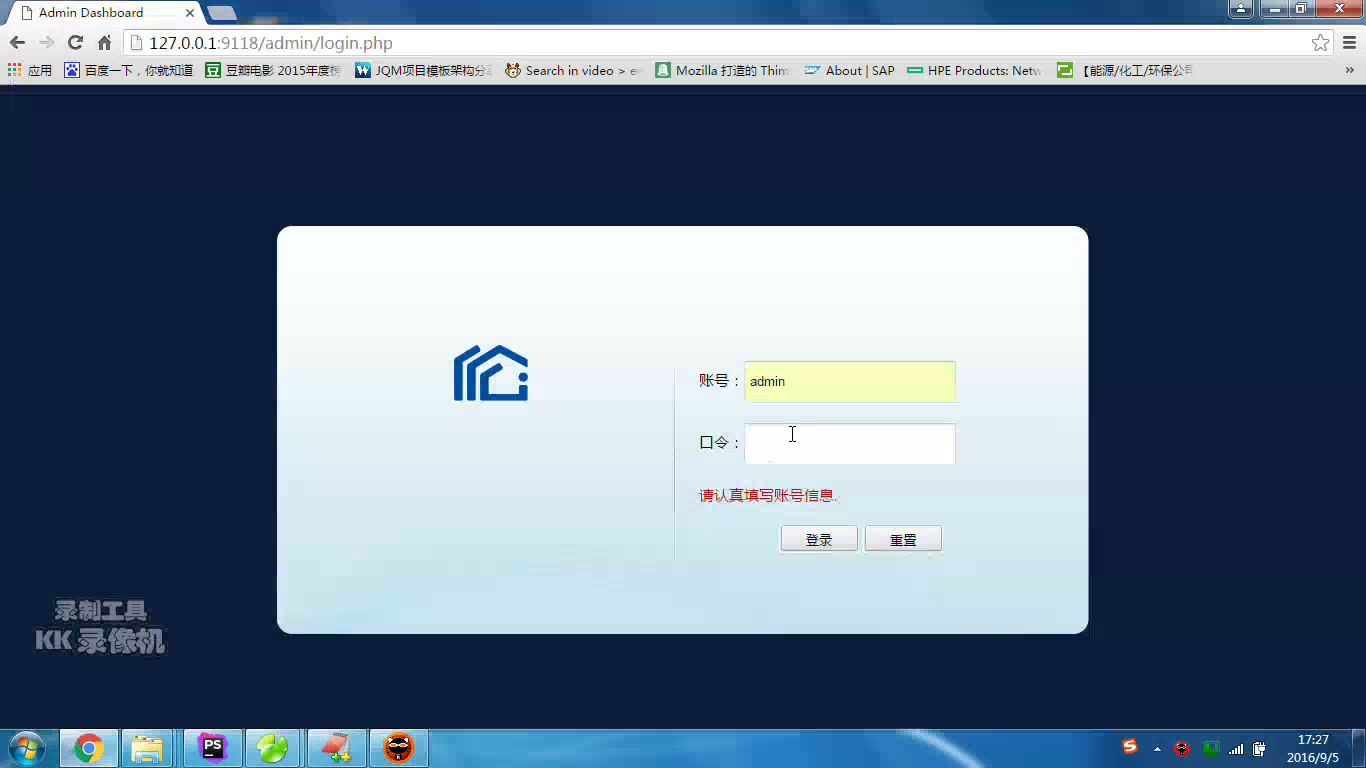 Admin Dashboard
127.0.0.1:9118/admin/login.php
应用
百度一下，你就知道
豆瓣电影 2015年度榜
JQM项目模板架构分
Search in video > e
Mozilla 打造的 Thim
About | SAP
HPE Products: Netw
【能源/化工/环保公司
»
账号：
admin
口令：
请认真填写账号信息.
登录
重置
录制工具
KK 录像机
PS
17:27
2016/9/5